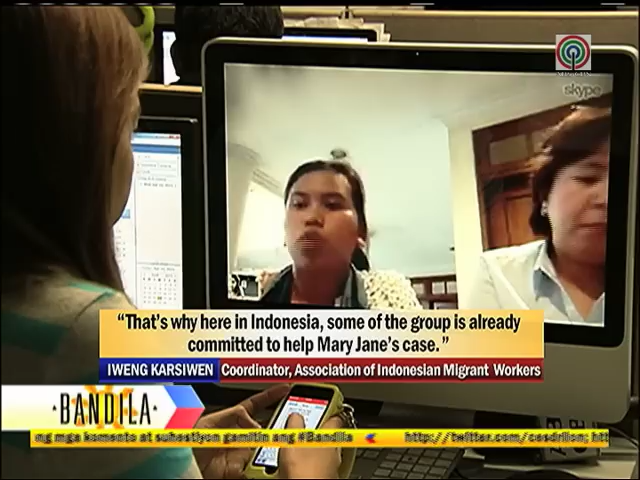 skype
“That’s why here in Indonesia, some of the group is already
committed to help Mary Jane’s case.”
IWENG KARSIWEN Coordinator, Association of Indonesian Migrant Workers
BANDILA
ng mga komento at suhestiyon gamitin ang #Bandila http://twitter.com/cesdrilon; htt